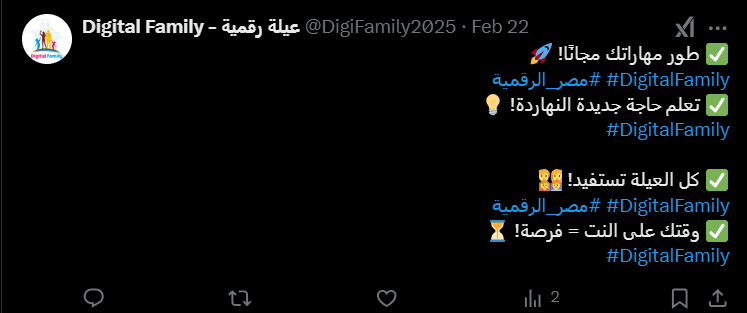 Digital Family – عيلة رقمية @DigiFamily2025 · Feb 22
✅ طور مهاراتك مجانًا! 🚀
#DigitalFamily #مصر_الرقمية
✅ تعلم حاجة جديدة النهاردة! 💡
#DigitalFamily
✅ كل العيلة تستفيد! 👩‍👩‍👧‍👦
#DigitalFamily #مصر_الرقمية
✅ وقتك على النت = فرصة! ⏳
#DigitalFamily
2